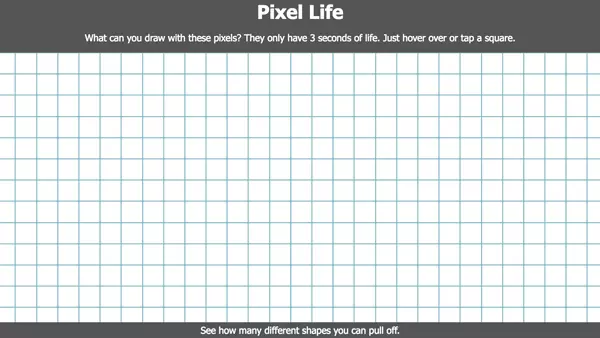 Pixel Life
What can you draw with these pixels? They only have 3 seconds of life. Just hover over or tap a square.
See how many different shapes you can pull off.